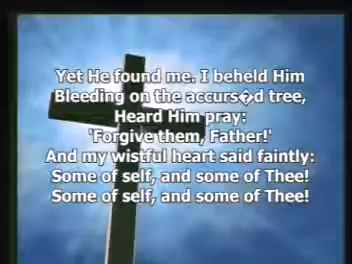 Yet He found me. I beheld Him
Bleeding on the accurs�d tree,
Heard Him pray:
'Forgive them, Father!'
And my wistful heart said faintly:
Some of self, and some of Thee!
Some of self, and some of Thee!